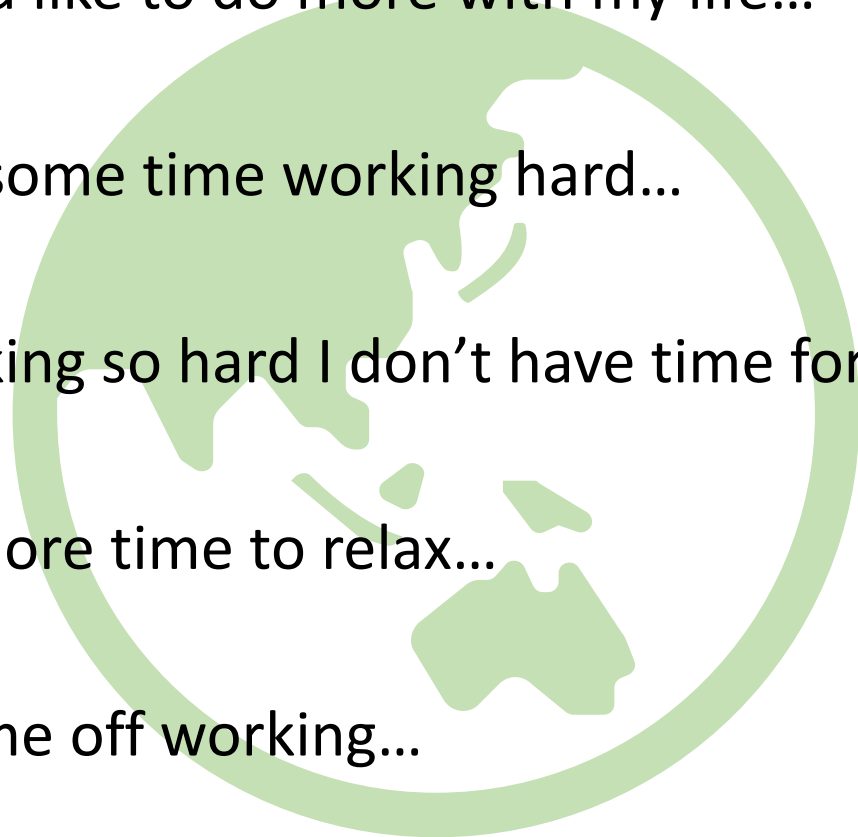 like to do more with my life…
some time working hard…
king so hard I don’t have time for
ore time to relax…
me off working…